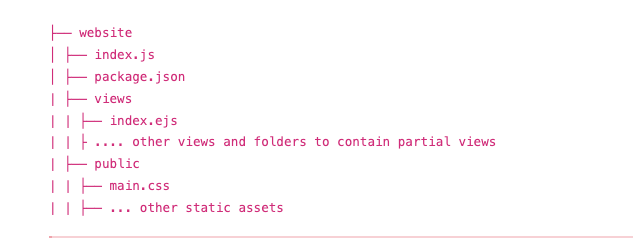 ├── website
│ ├── index.js
│ ├── package.json
| ├── views
| | ├── index.ejs
| | ├ .... other views and folders to contain partial views
| ├── public
| | ├── main.css
| | ├── ... other static assets